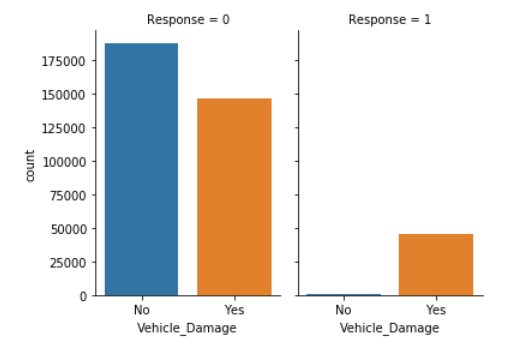 Response = 0
Response = 1
count
175000
150000
125000
100000
75000
50000
25000
0
No
Yes
No
Yes
Vehicle_Damage
Vehicle_Damage